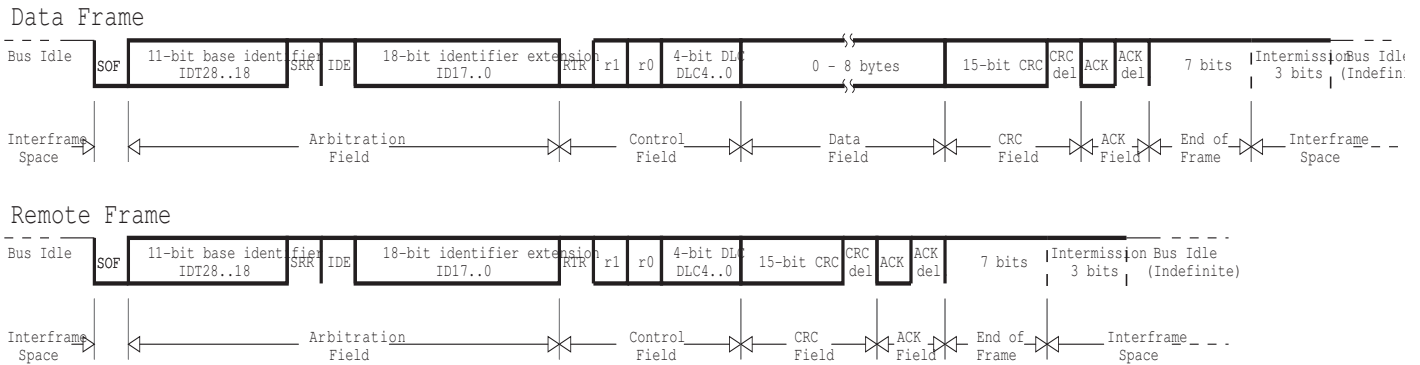 Data Frame
Bus Idle
SOF
11-bit base identifier
IDT28..18
SRR
IDE
18-bit identifier extension
ID17..0
RTR
r1
r0
4-bit DLC
DLC4..0
0 - 8 bytes
15-bit CRC
CRC
del
ACK
ACK
del
7 bits
Intermission
3 bits
Bus Idle
(Indefini
Interframe
Space
Arbitration
Field
Control
Field
Data
Field
CRC
Field
ACK
Field
End of
Frame
Interframe
Space
Remote Frame
Bus Idle
SOF
11-bit base identifier
IDT28..18
SRR
IDE
18-bit identifier extension
ID17..0
RTR
r1
r0
4-bit DLC
DLC4..0
15-bit CRC
CRC
del
ACK
ACK
del
7 bits
Intermission
3 bits
Bus Idle
(Indefinite)
Interframe
Space
Arbitration
Field
Control
Field
CRC
Field
ACK
Field
End of
Frame
Interframe
Space